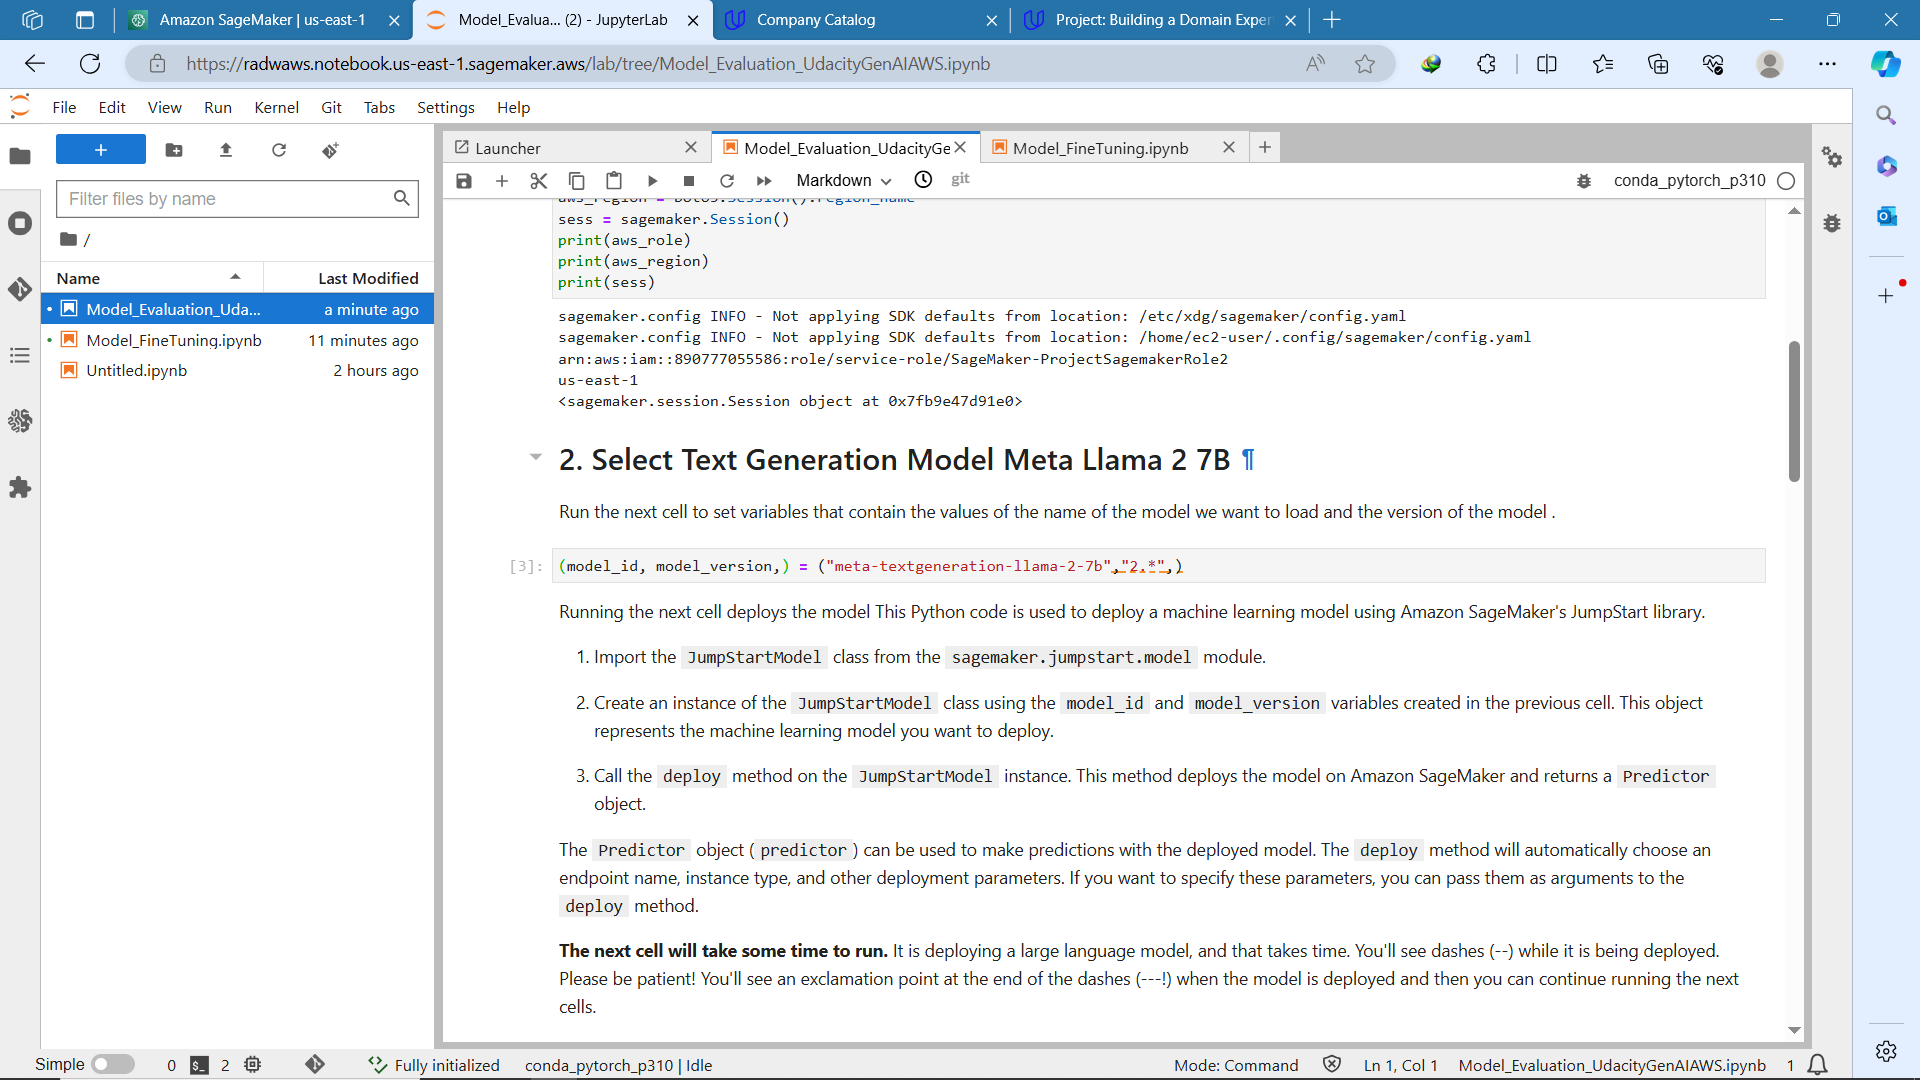 Amazon SageMaker | us-east-1
Model_Evalua... (2) - JupyterLab
Company Catalog
Project: Building a Domain Exper
https://radwaws.notebook.us-east-1.sagemaker.aws/lab/tree/Model_Evaluation_UdacityGenAIAWS.ipynb
File Edit View Run Kernel Git Tabs Settings Help
Filter files by name
/
Name Last Modified
Model_Evaluation_Uda... a minute ago
Model_FineTuning.ipynb 11 minutes ago
Untitled.ipynb 2 hours ago
Launcher
Model_Evaluation_UdacityGe
Model_FineTuning.ipynb
Markdown
git
conda_pytorch_p310
aws_region = boto3.Session().region_name
sess = sagemaker.Session()
print(aws_role)
print(aws_region)
print(sess)
sagemaker.config INFO - Not applying SDK defaults from location: /etc/xdg/sagemaker/config.yaml
sagemaker.config INFO - Not applying SDK defaults from location: /home/ec2-user/.config/sagemaker/config.yaml
arn:aws:iam::890777055586:role/service-role/SageMaker-ProjectSagemakerRole2
us-east-1
<sagemaker.session.Session object at 0x7fb9e47d91e0>
2. Select Text Generation Model Meta Llama 2 7B ¶
Run the next cell to set variables that contain the values of the name of the model we want to load and the version of the model .
[3]: (model_id, model_version,) = ("meta-textgeneration-llama-2-7b","2.*",)
Running the next cell deploys the model This Python code is used to deploy a machine learning model using Amazon SageMaker's JumpStart library.
1. Import the JumpStartModel class from the sagemaker.jumpstart.model module.
2. Create an instance of the JumpStartModel class using the model_id and model_version variables created in the previous cell. This object
represents the machine learning model you want to deploy.
3. Call the deploy method on the JumpStartModel instance. This method deploys the model on Amazon SageMaker and returns a Predictor
object.
The Predictor object ( predictor ) can be used to make predictions with the deployed model. The deploy method will automatically choose an
endpoint name, instance type, and other deployment parameters. If you want to specify these parameters, you can pass them as arguments to the
deploy method.
The next cell will take some time to run. It is deploying a large language model, and that takes time. You'll see dashes (--) while it is being deployed.
Please be patient! You'll see an exclamation point at the end of the dashes (---!) when the model is deployed and then you can continue running the next
cells.
Simple 0 2 Fully initialized conda_pytorch_p310 | Idle Mode: Command Ln 1, Col 1 Model_Evaluation_UdacityGenAIAWS.ipynb 1